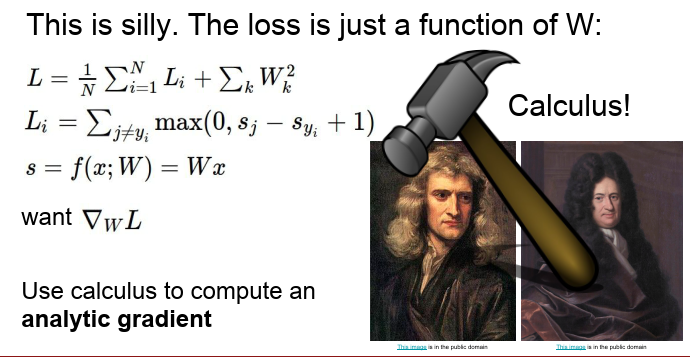 This is silly. The loss is just a function of W:
L = \frac{1}{N} \sum_{i=1}^{N} L_i + \sum_k W_k^2
Calculus!
L_i = \sum_{j \neq y_i} \max(0, s_j - s_{y_i} + 1)
s = f(x; W) = Wx
want \nabla_W L
Use calculus to compute an
analytic gradient
This image is in the public domain
This image is in the public domain